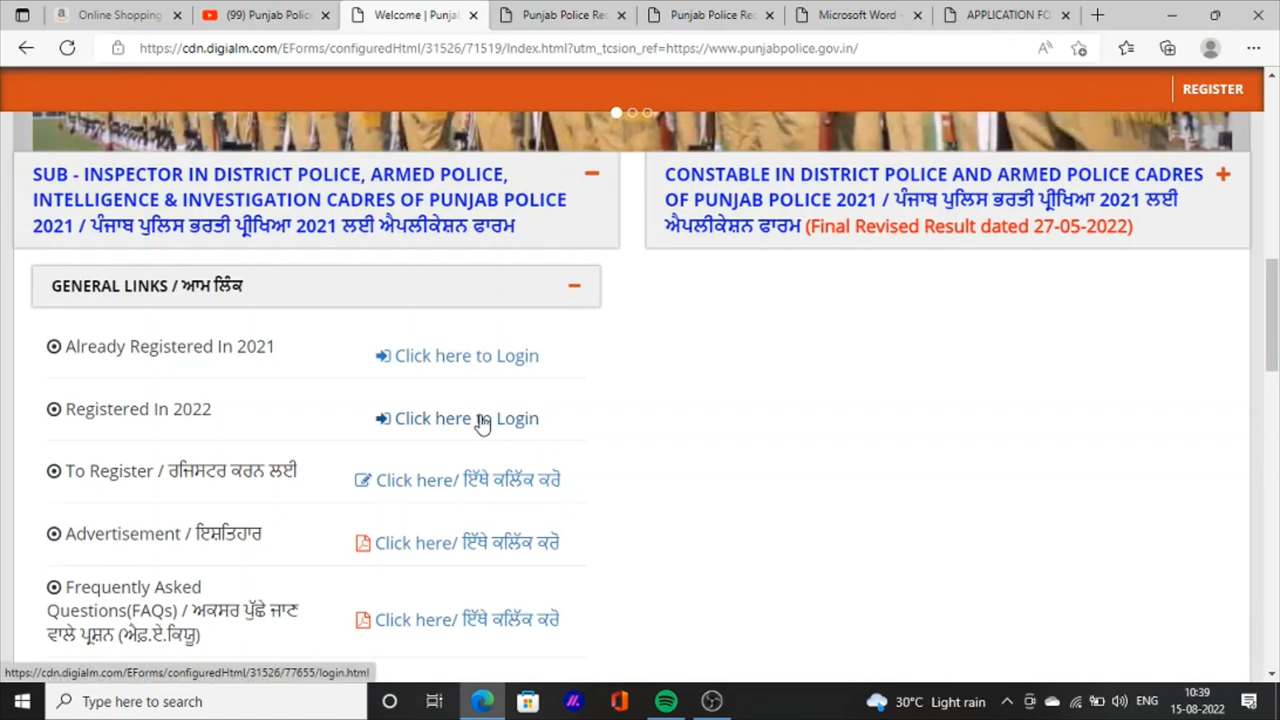 Online Shopping
(99) Punjab Polic
Welcome | Punja
Punjab Police Re
Punjab Police Re
Microsoft Word -
APPLICATION FO
https://cdn.digialm.com/EForms/configuredHtml/31526/71519/Index.html?utm_tcsion_ref=https://www.punjabpolice.gov.in/
REGISTER
SUB - INSPECTOR IN DISTRICT POLICE, ARMED POLICE,
INTELLIGENCE & INVESTIGATION CADRES OF PUNJAB POLICE
2021 / ਪੰਜਾਬ ਪੁਲਿਸ ਭਰਤੀ ਪ੍ਰੀਖਿਆ 2021 ਲਈ ਐਪਲੀਕੇਸ਼ਨ ਫਾਰਮ
CONSTABLE IN DISTRICT POLICE AND ARMED POLICE CADRES
OF PUNJAB POLICE 2021 / ਪੰਜਾਬ ਪੁਲਿਸ ਭਰਤੀ ਪ੍ਰੀਖਿਆ 2021 ਲਈ
ਐਪਲੀਕੇਸ਼ਨ ਫਾਰਮ (Final Revised Result dated 27-05-2022)
GENERAL LINKS / ਆਮ ਲਿੰਕ
Already Registered In 2021
Click here to Login
Registered In 2022
Click here to Login
To Register / ਰਜਿਸਟਰ ਕਰਨ ਲਈ
Click here/ ਇੱਥੇ ਕਲਿੱਕ ਕਰੋ
Advertisement / ਇਸ਼ਤਿਹਾਰ
Click here/ ਇੱਥੇ ਕਲਿੱਕ ਕਰੋ
Frequently Asked
Questions(FAQs) / ਅਕਸਰ ਪੁੱਛੇ ਜਾਣ
ਵਾਲੇ ਪ੍ਰਸ਼ਨ (ਐਫ਼.ਏ.ਕਿਯੂ)
Click here/ ਇੱਥੇ ਕਲਿੱਕ ਕਰੋ
https://cdn.digialm.com/EForms/configuredHtml/31526/77655/login.html
Type here to search
30°C Light rain
ENG
10:39
15-08-2022